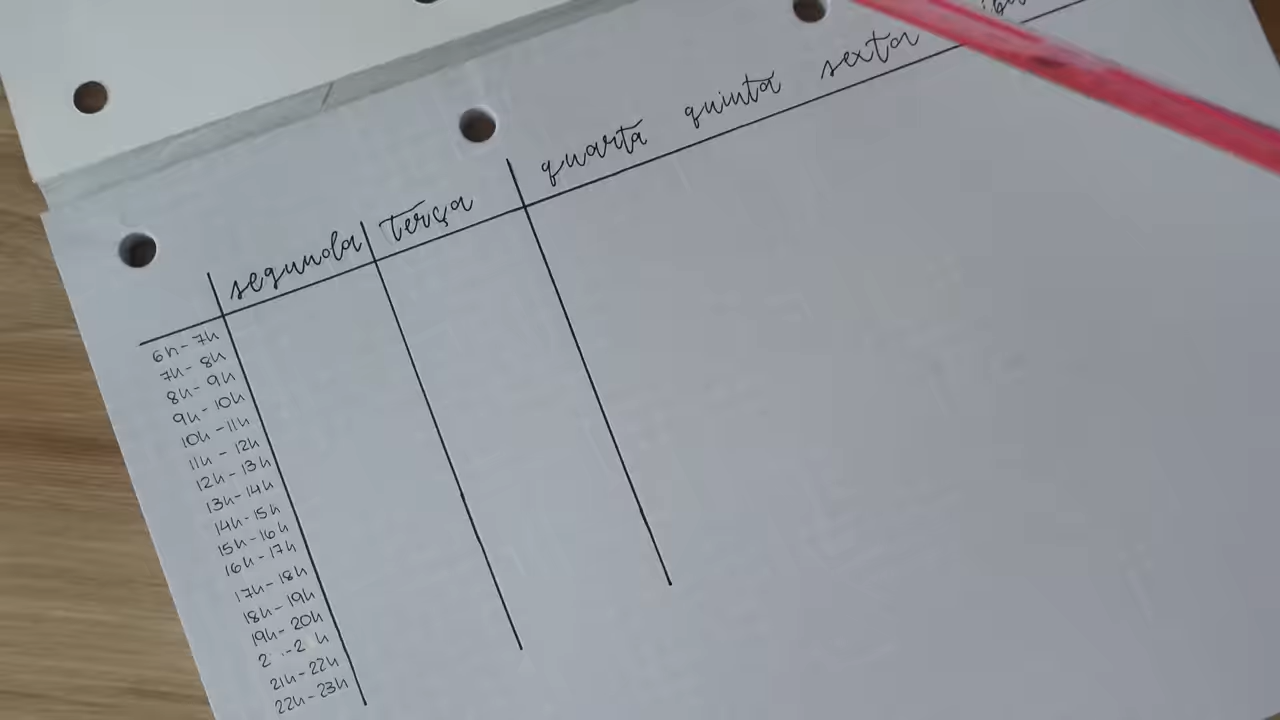 segunda terça quarta quinta sexta
6h - 7h
7h - 8h
8h - 9h
9h - 10h
10h - 11h
11h - 12h
12h - 13h
13h - 14h
14h - 15h
15h - 16h
16h - 17h
17h - 18h
18h - 19h
19h - 20h
21h - 22h
22h - 23h